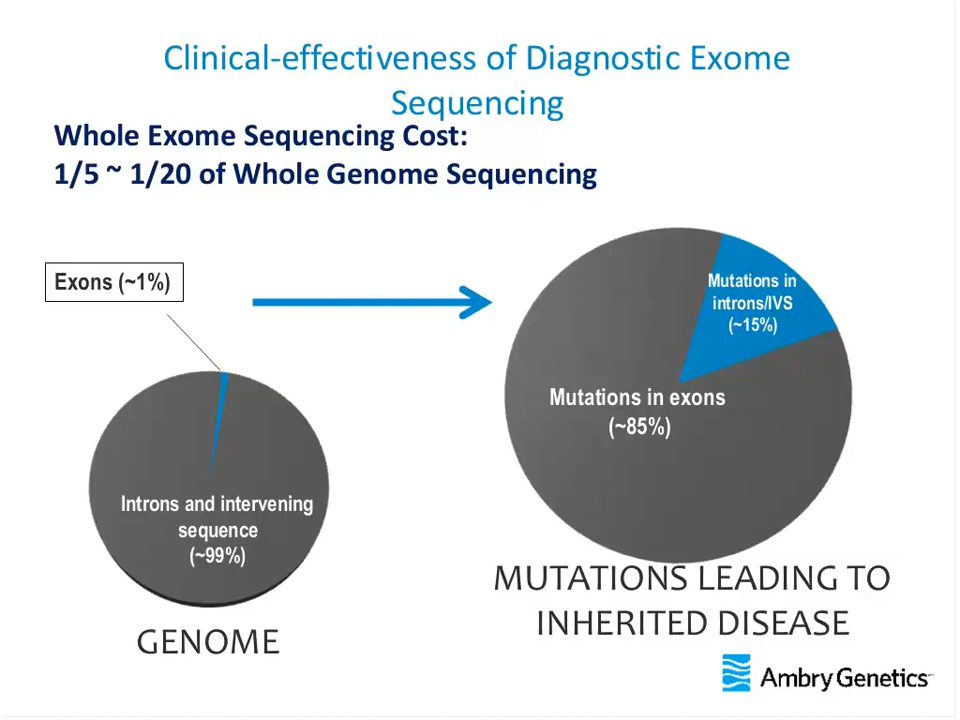 Clinical-effectiveness of Diagnostic Exome
Sequencing
Whole Exome Sequencing Cost:
1/5 ~ 1/20 of Whole Genome Sequencing
Exons (~1%)
Introns and intervening
sequence
(~99%)
GENOME
Mutations in
introns/IVS
(~15%)
Mutations in exons
(~85%)
MUTATIONS LEADING TO
INHERITED DISEASE
Ambry Genetics